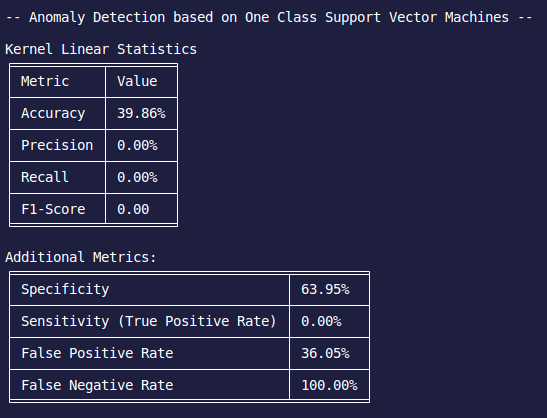 -- Anomaly Detection based on One Class Support Vector Machines --
Kernel Linear Statistics
Metric Value
Accuracy 39.86%
Precision 0.00%
Recall 0.00%
F1-Score 0.00
Additional Metrics:
Specificity 63.95%
Sensitivity (True Positive Rate) 0.00%
False Positive Rate 36.05%
False Negative Rate 100.00%